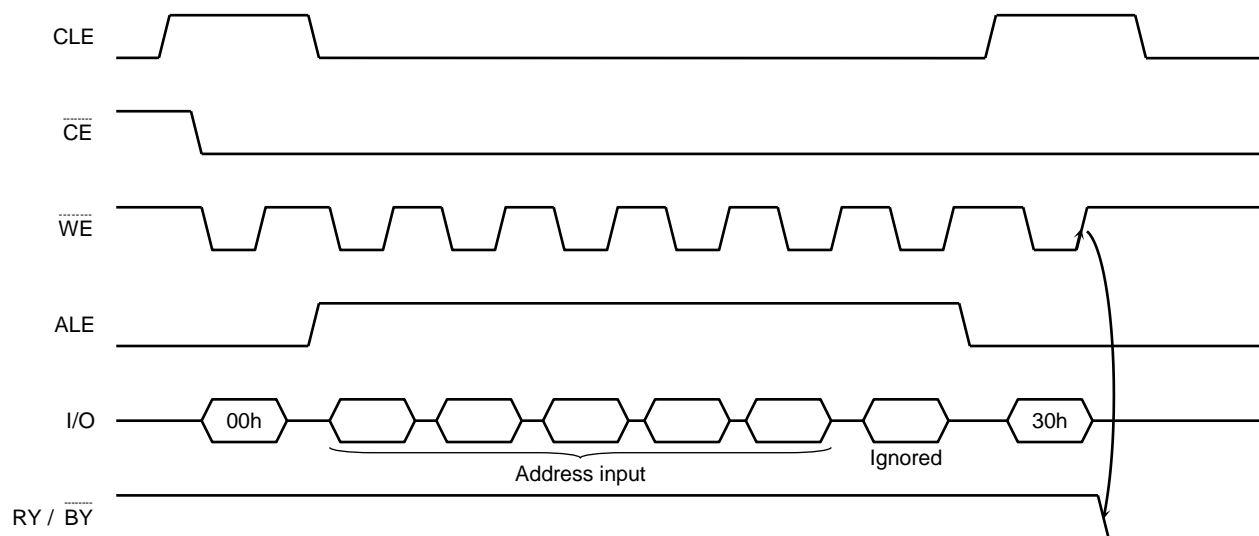 CLE
CE
WE
ALE
I/O 00h 30h
Ignored
Address input
RY / BY